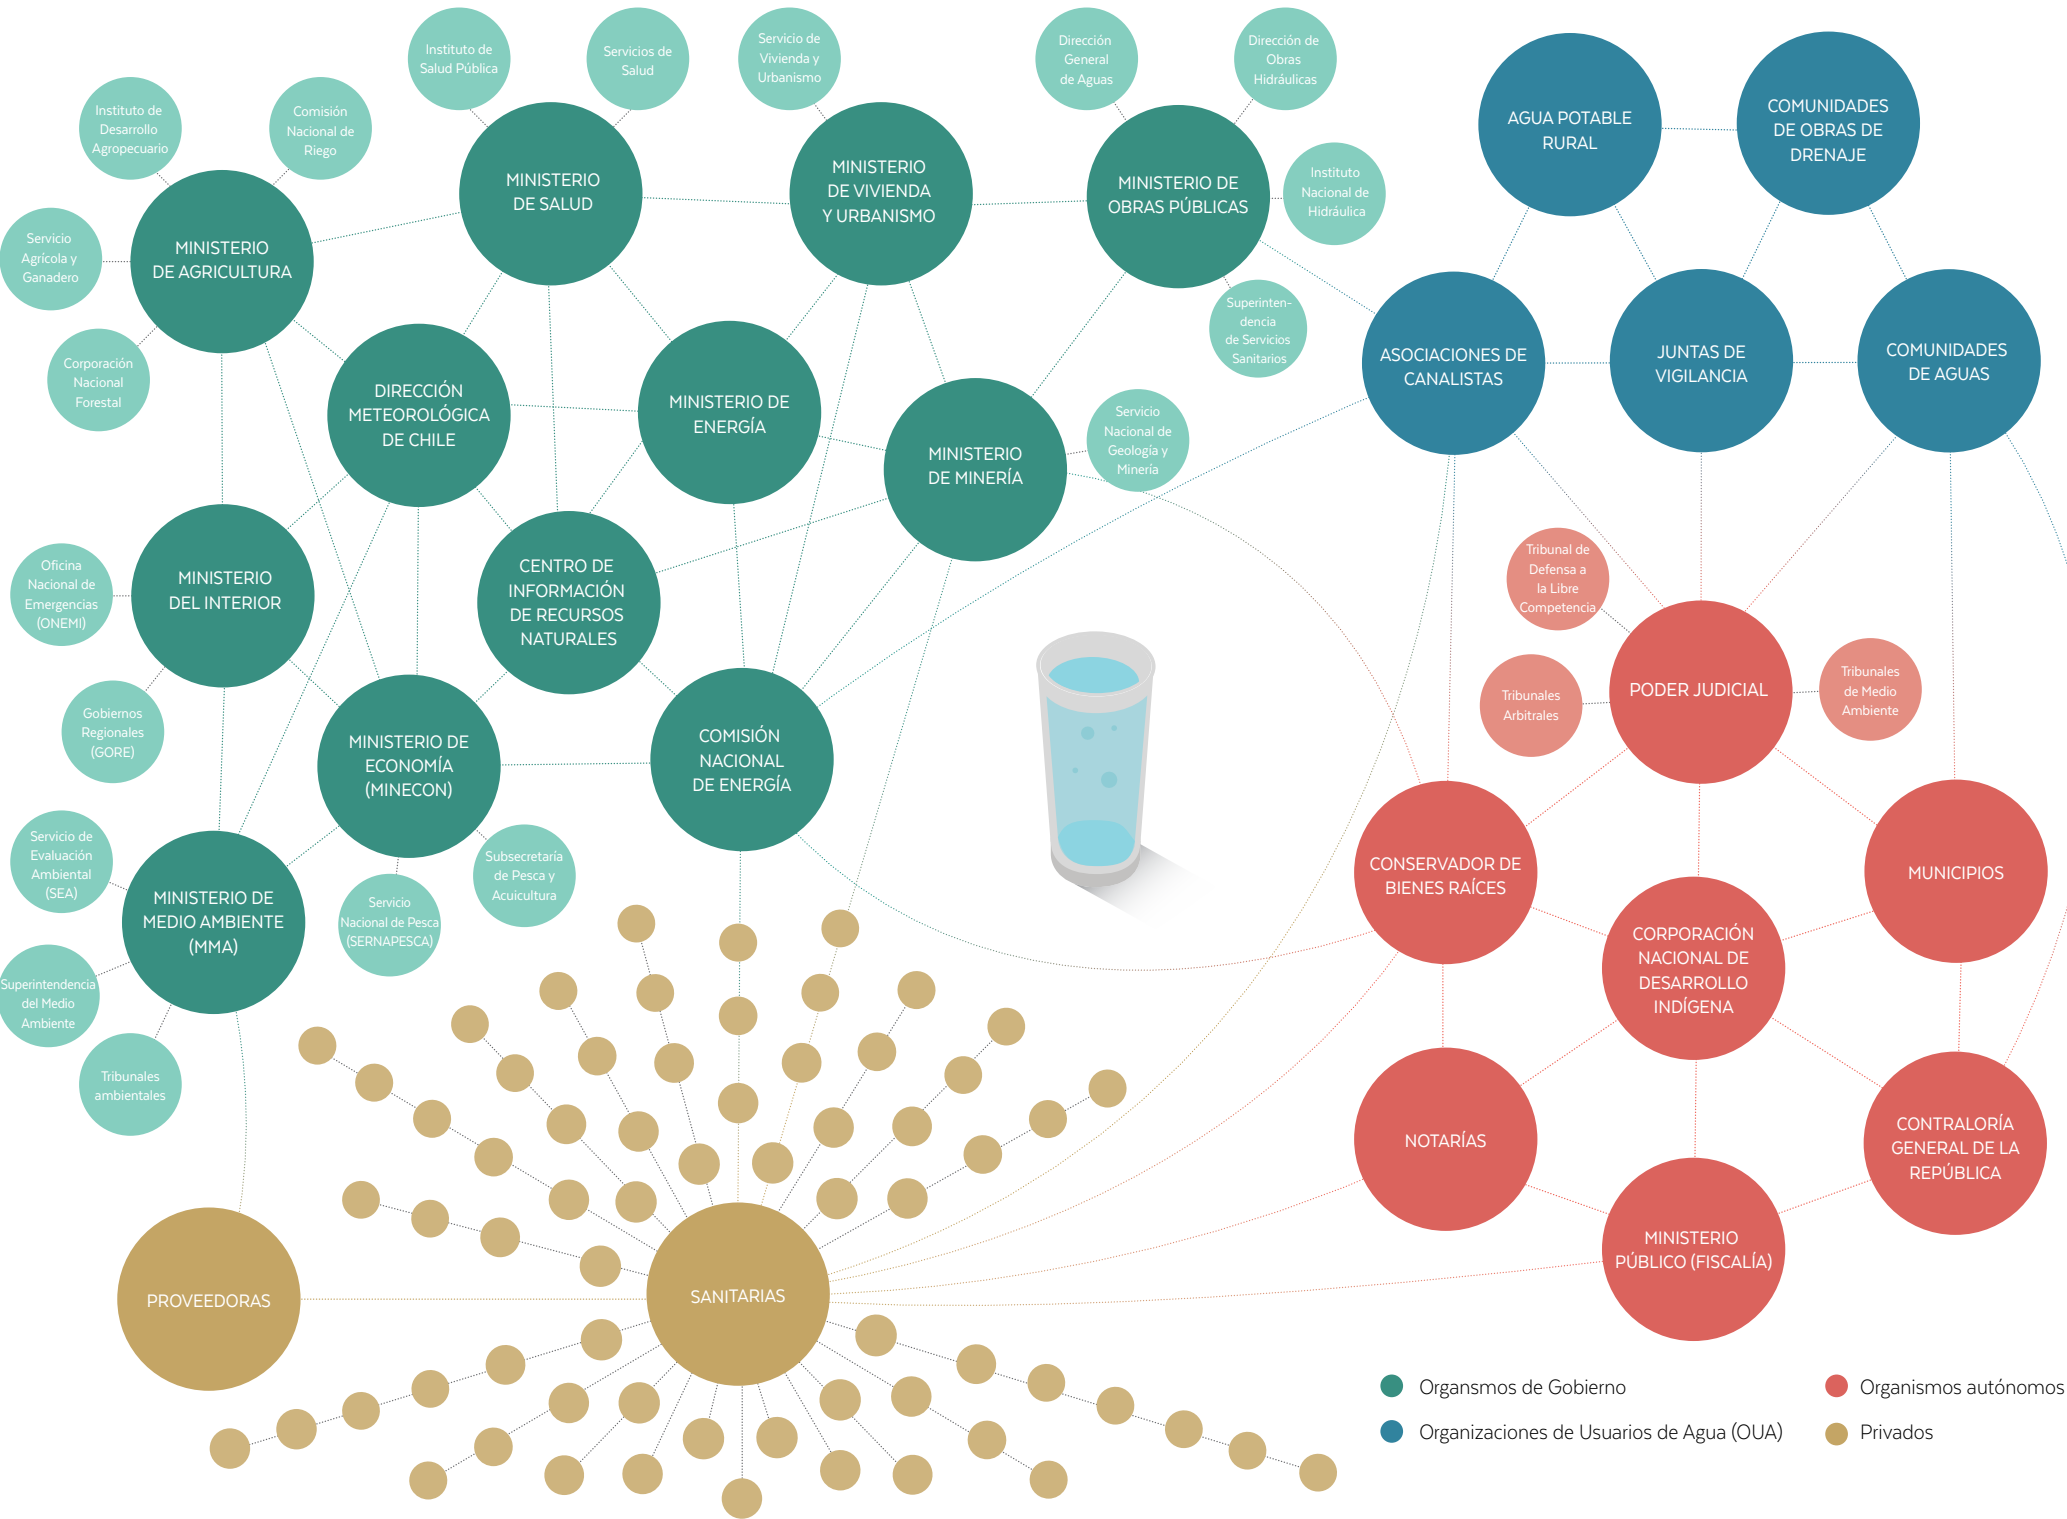 Instituto de
Salud Pública
Servicios de
Salud
Servicio de
Vivienda y
Urbanismo
Dirección
General
de Aguas
Dirección de
Obras
Hidráulicas
Instituto de
Desarrollo
Agropecuario
Comisión
Nacional de
Riego
AGUA POTABLE
RURAL
COMUNIDADES
DE OBRAS DE
DRENAJE
MINISTERIO
DE SALUD
MINISTERIO
DE VIVIENDA
Y URBANISMO
MINISTERIO DE
OBRAS PÚBLICAS
Instituto
Nacional de
Hidráulica
Servicio
Agrícola y
Ganadero
MINISTERIO
DE AGRICULTURA
Superinten-
dencia
de Servicios
Sanitarios
Corporación
Nacional
Forestal
DIRECCIÓN
METEOROLÓGICA
DE CHILE
MINISTERIO DE
ENERGÍA
ASOCIACIONES DE
CANALISTAS
JUNTAS DE
VIGILANCIA
COMUNIDADES
DE AGUAS
MINISTERIO
DE MINERÍA
Servicio
Nacional de
Geología y
Minería
Oficina
Nacional de
Emergencias
(ONEMI)
MINISTERIO
DEL INTERIOR
CENTRO DE
INFORMACIÓN
DE RECURSOS
NATURALES
Tribunal de
Defensa a
la Libre
Competencia
Gobiernos
Regionales
(GORE)
MINISTERIO DE
ECONOMÍA
(MINECON)
COMISIÓN
NACIONAL
DE ENERGÍA
Tribunales
Arbitrales
PODER JUDICIAL
Tribunales
de Medio
Ambiente
Servicio de
Evaluación
Ambiental
(SEA)
MINISTERIO DE
MEDIO AMBIENTE
(MMA)
Servicio
Nacional de Pesca
(SERNAPESCA)
Subsecretaría
de Pesca y
Acuicultura
CONSERVADOR DE
BIENES RAÍCES
MUNICIPIOS
Superintendencia
del Medio
Ambiente
CORPORACIÓN
NACIONAL DE
DESARROLLO
INDÍGENA
Tribunales
ambientales
NOTARÍAS
CONTRALORÍA
GENERAL DE LA
REPÚBLICA
PROVEEDORAS
SANITARIAS
MINISTERIO
PÚBLICO (FISCALÍA)
Organsmos de Gobierno
Organismos autónomos
Organizaciones de Usuarios de Agua (OUA)
Privados